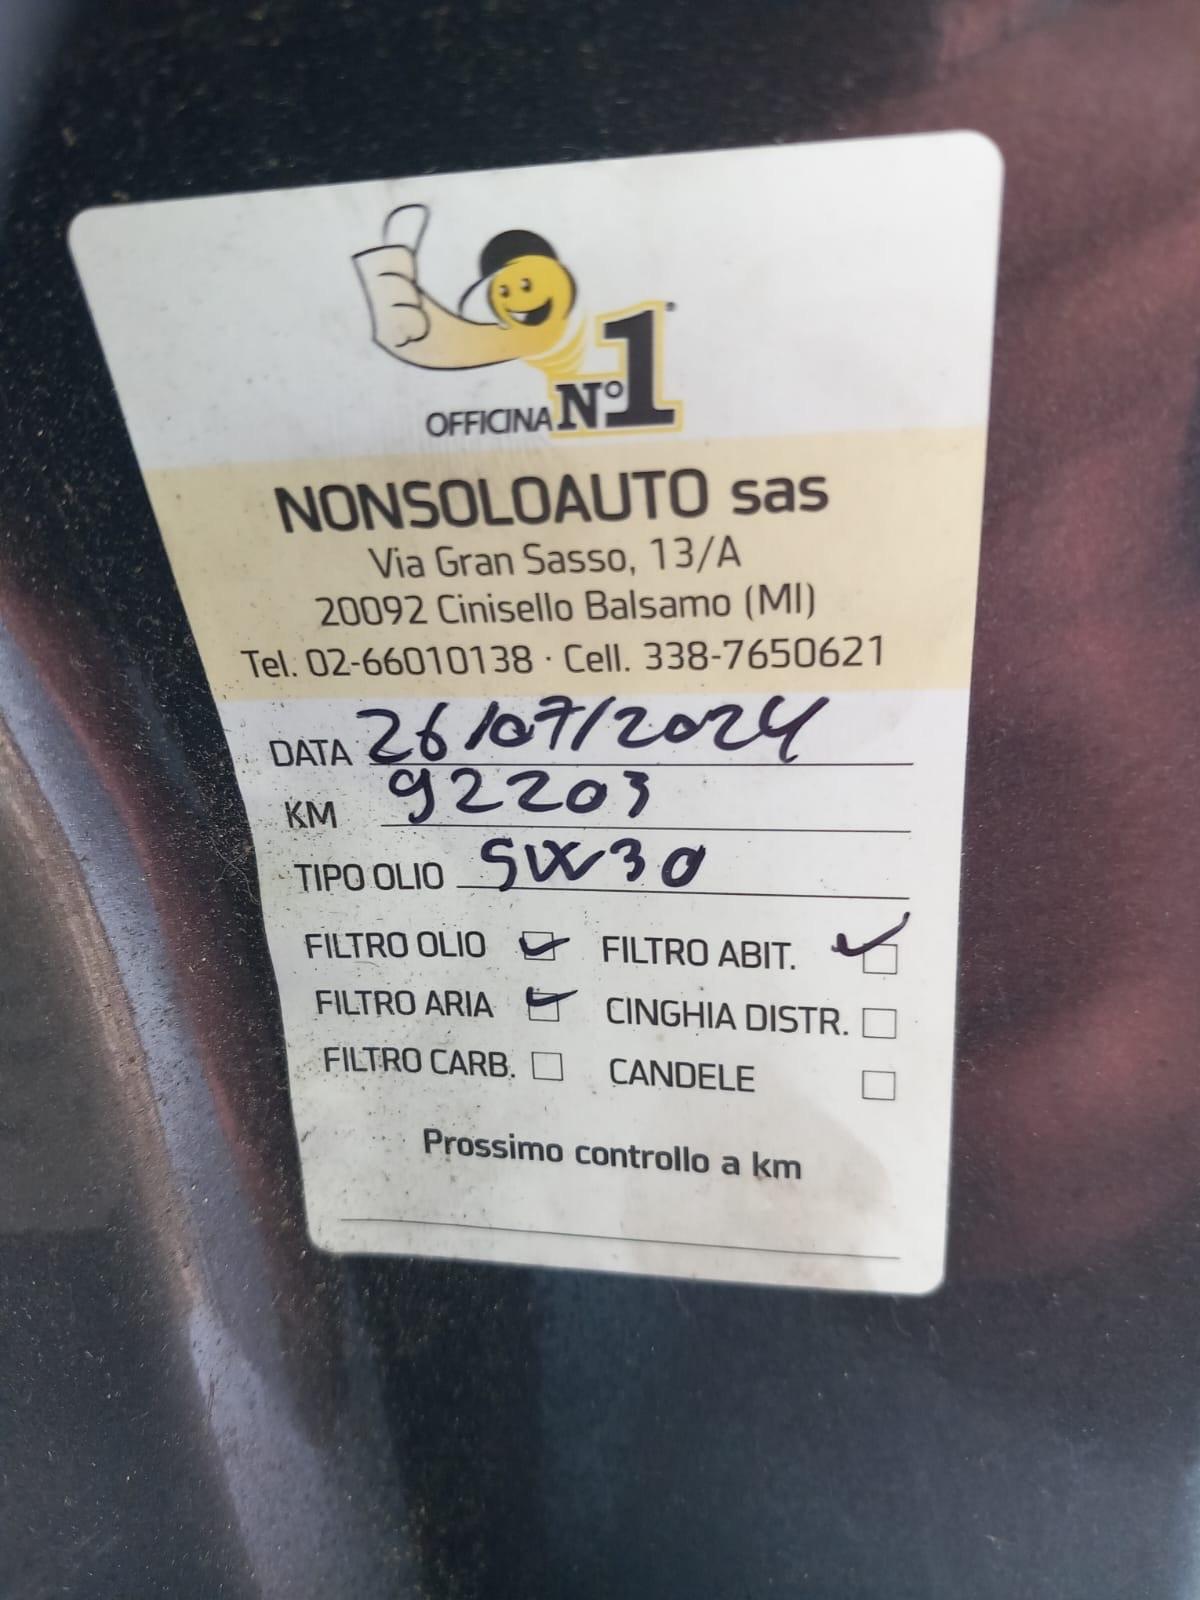 OFFICINA N°1
NONSOLOAUTO sas
Via Gran Sasso, 13/A
20092 Cinisello Balsamo (MI)
Tel. 02-66010138 · Cell. 338-7650621
DATA 26/07/2024
KM 92203
TIPO OLIO 5W30
FILTRO OLIO FILTRO ABIT.
FILTRO ARIA CINGHIA DISTR.
FILTRO CARB. CANDELE
Prossimo controllo a km